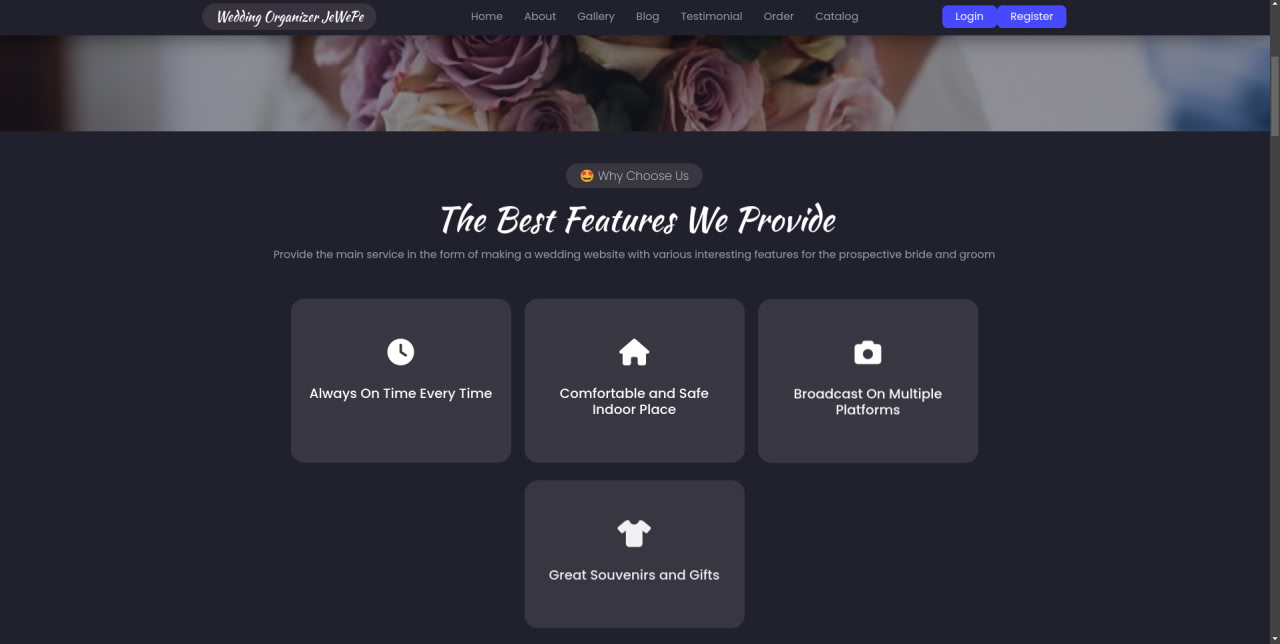 Wedding Organizer JeWePe
Home About Gallery Blog Testimonial Order Catalog
Login Register
🤩 Why Choose Us
The Best Features We Provide
Provide the main service in the form of making a wedding website with various interesting features for the prospective bride and groom
Always On Time Every Time
Comfortable and Safe
Indoor Place
Broadcast On Multiple
Platforms
Great Souvenirs and Gifts